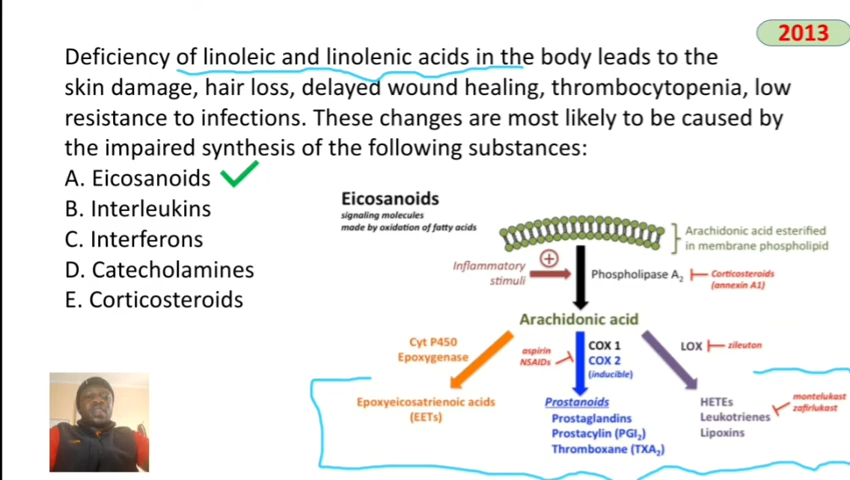 2013
Deficiency of linoleic and linolenic acids in the body leads to the
skin damage, hair loss, delayed wound healing, thrombocytopenia, low
resistance to infections. These changes are most likely to be caused by
the impaired synthesis of the following substances:
A. Eicosanoids
B. Interleukins
C. Interferons
D. Catecholamines
E. Corticosteroids
Eicosanoids
signaling molecules
made by oxidation of fatty acids
Arachidonic acid esterified
in membrane phospholipid
Inflammatory
stimuli
+
Phospholipase A₂
Corticosteroids
(annexin A1)
Arachidonic acid
Cyt P450
Epoxygenase
aspirin
NSAIDs
COX 1
COX 2
(inducible)
LOX
zileuton
Epoxyeicosatrienoic acids
(EETs)
Prostanoids
Prostaglandins
Prostacylin (PGI₂)
Thromboxane (TXA₂)
HETEs
Leukotrienes
Lipoxins
montelukast
zafirlukast